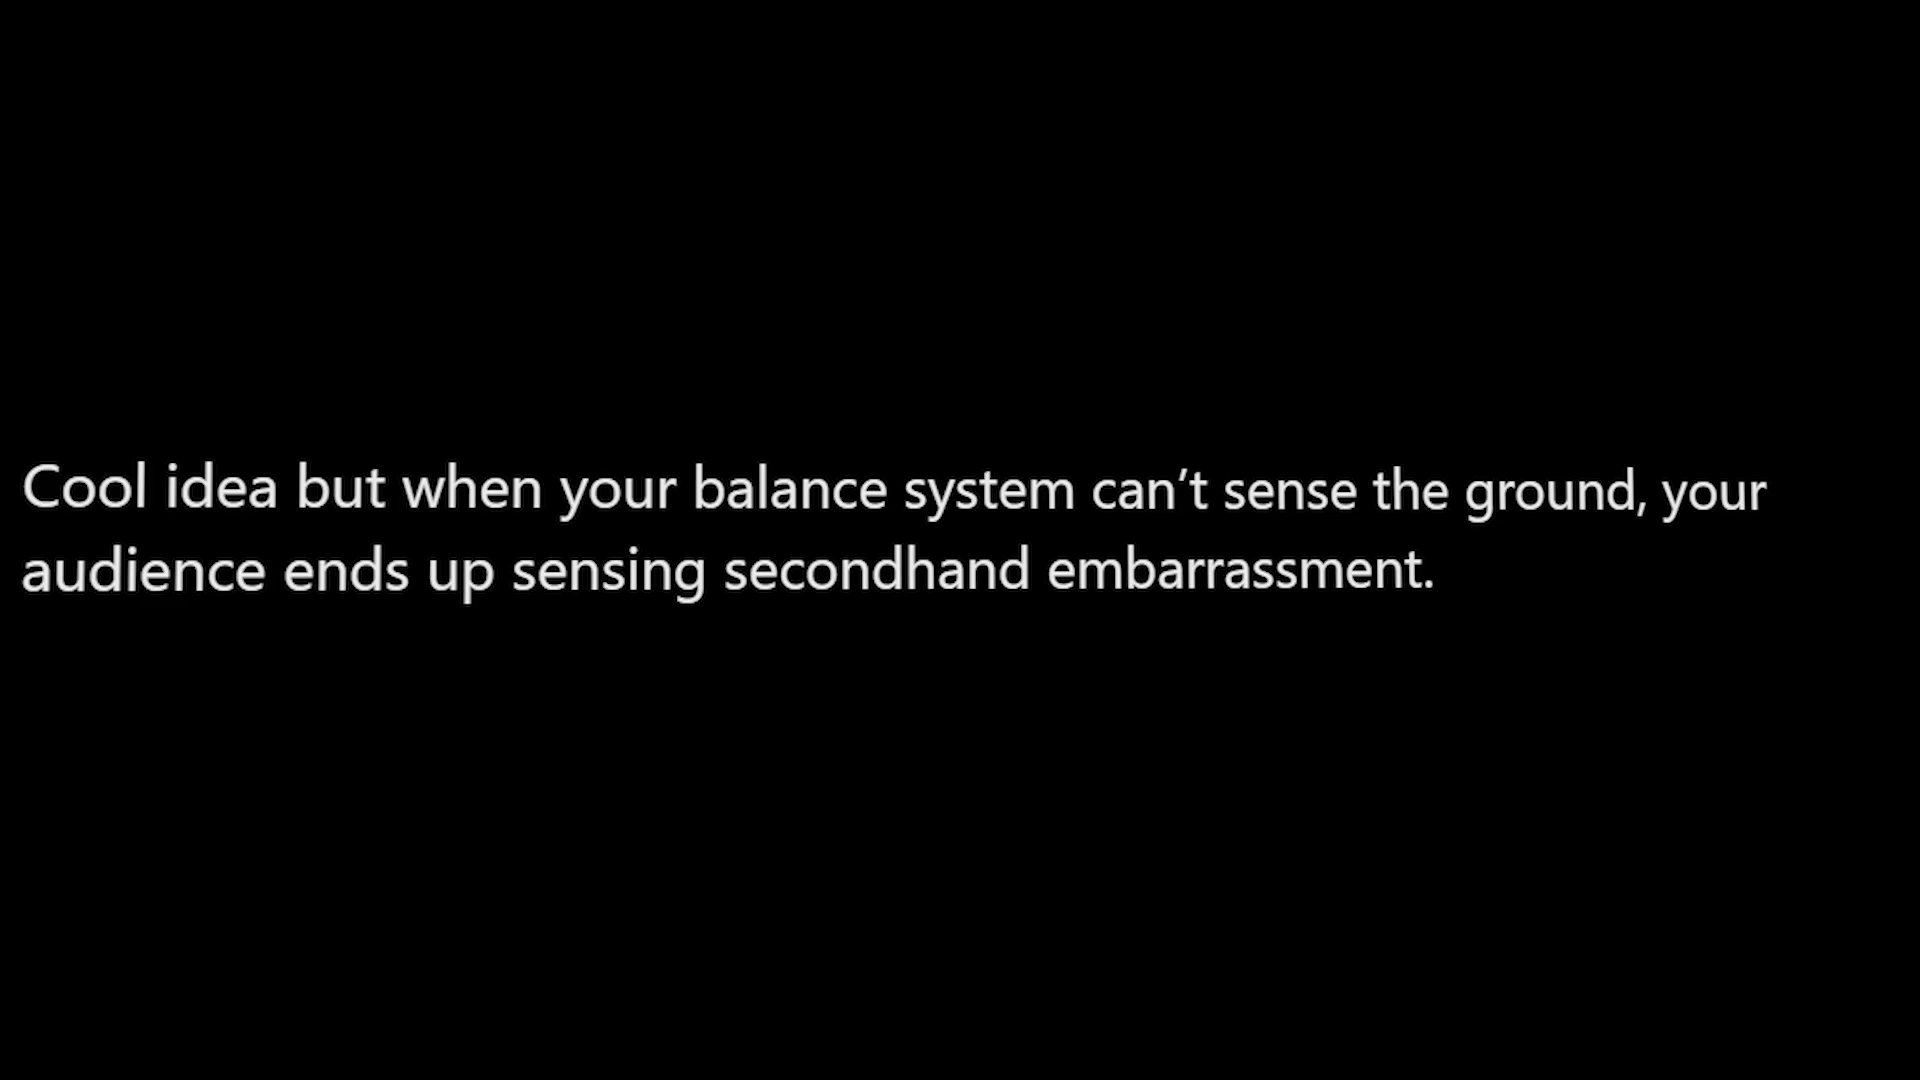 Cool idea but when your balance system can’t sense the ground, your
audience ends up sensing secondhand embarrassment.